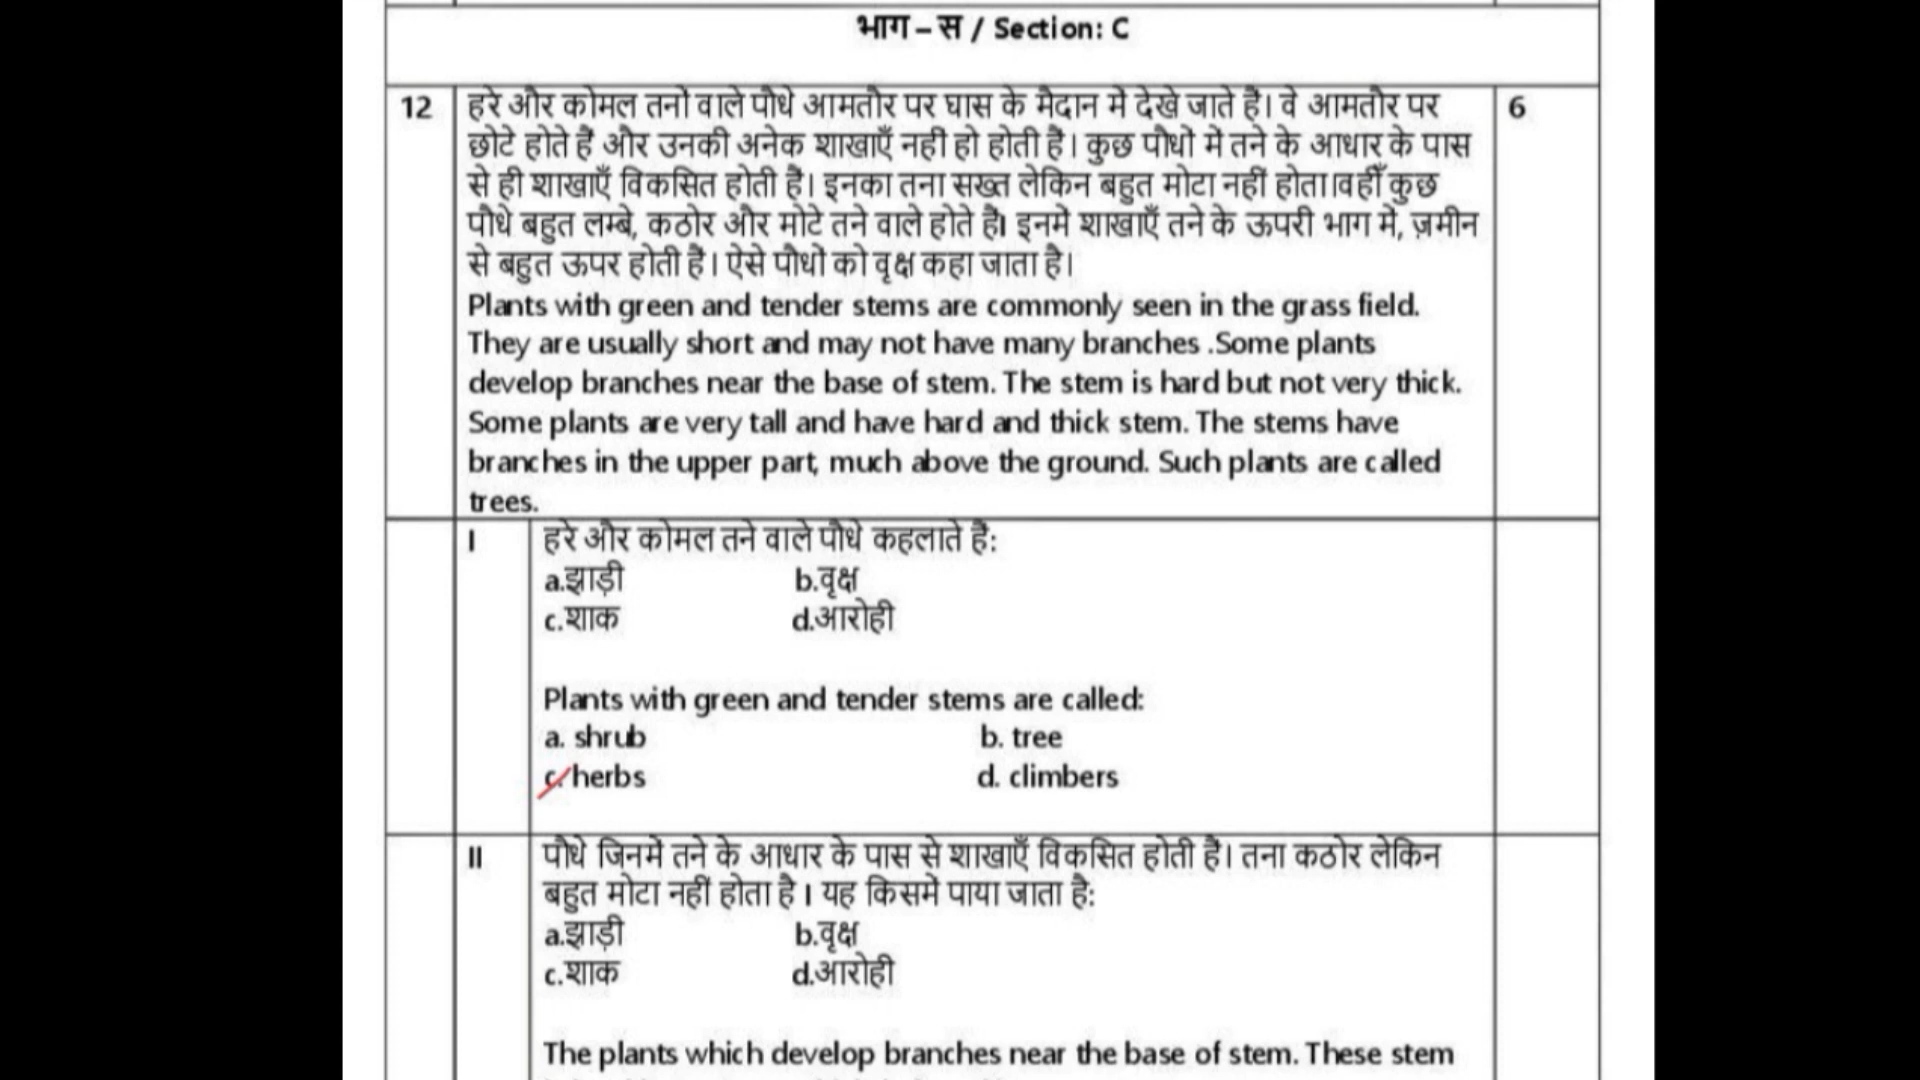 भाग – स / Section: C
12
हरे और कोमल तनों वाले पौधे आमतौर पर घास के मैदान में देखे जाते हैं। वे आमतौर पर
6
छोटे होते हैं और उनकी अनेक शाखाएँ नहीं हो होती हैं। कुछ पौधों में तने के आधार के पास
से ही शाखाएँ विकसित होती हैं। इनका तना सख्त लेकिन बहुत मोटा नहीं होता।वहीँ कुछ
पौधे बहुत लम्बे, कठोर और मोटे तने वाले होते हैं। इनमें शाखाएँ तने के ऊपरी भाग में, ज़मीन
से बहुत ऊपर होती हैं। ऐसे पौधों को वृक्ष कहा जाता है।
Plants with green and tender stems are commonly seen in the grass field.
They are usually short and may not have many branches .Some plants
develop branches near the base of stem. The stem is hard but not very thick.
Some plants are very tall and have hard and thick stem. The stems have
branches in the upper part, much above the ground. Such plants are called
trees.
I
हरे और कोमल तने वाले पौधे कहलाते हैं:
a.झाड़ी b.वृक्ष
c.शाक d.आरोही
Plants with green and tender stems are called:
a. shrub b. tree
c. herbs d. climbers
II
पौधे जिनमें तने के आधार के पास से शाखाएँ विकसित होती हैं। तना कठोर लेकिन
बहुत मोटा नहीं होता है । यह किसमें पाया जाता है:
a.झाड़ी b.वृक्ष
c.शाक d.आरोही
The plants which develop branches near the base of stem. These stem